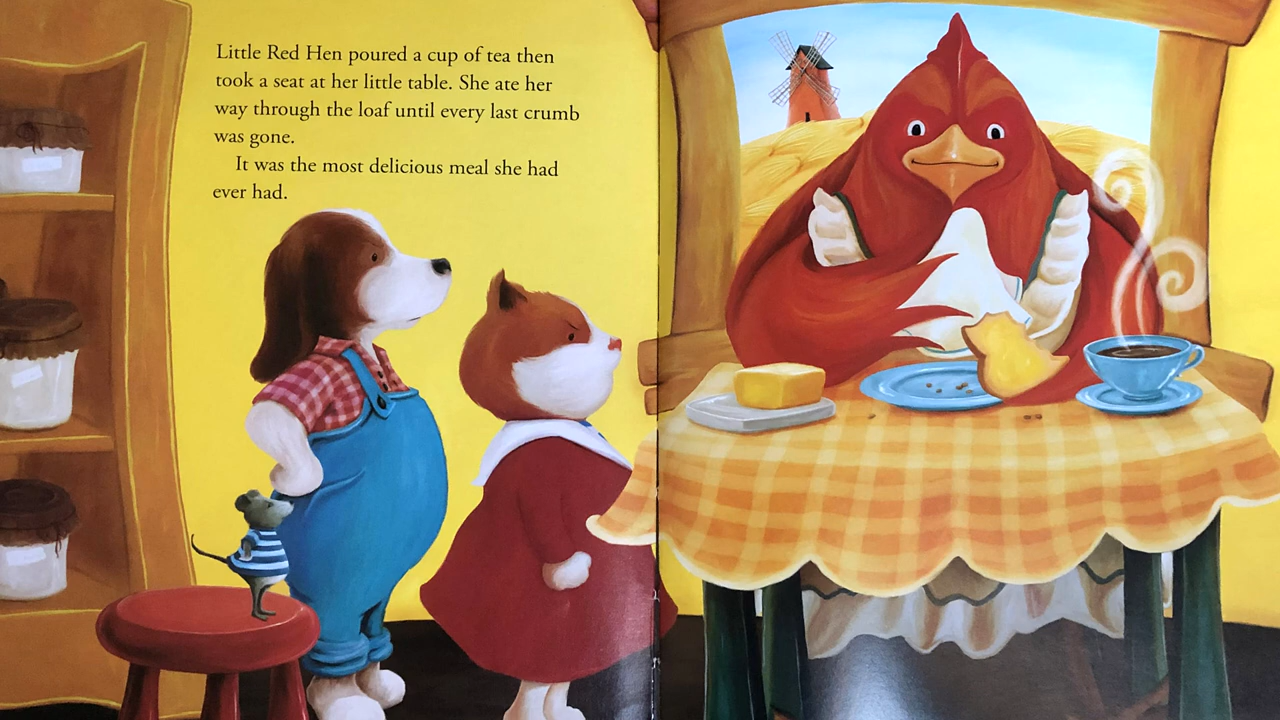 Little Red Hen poured a cup of tea then
took a seat at her little table. She ate her
way through the loaf until every last crumb
was gone.
It was the most delicious meal she had
ever had.